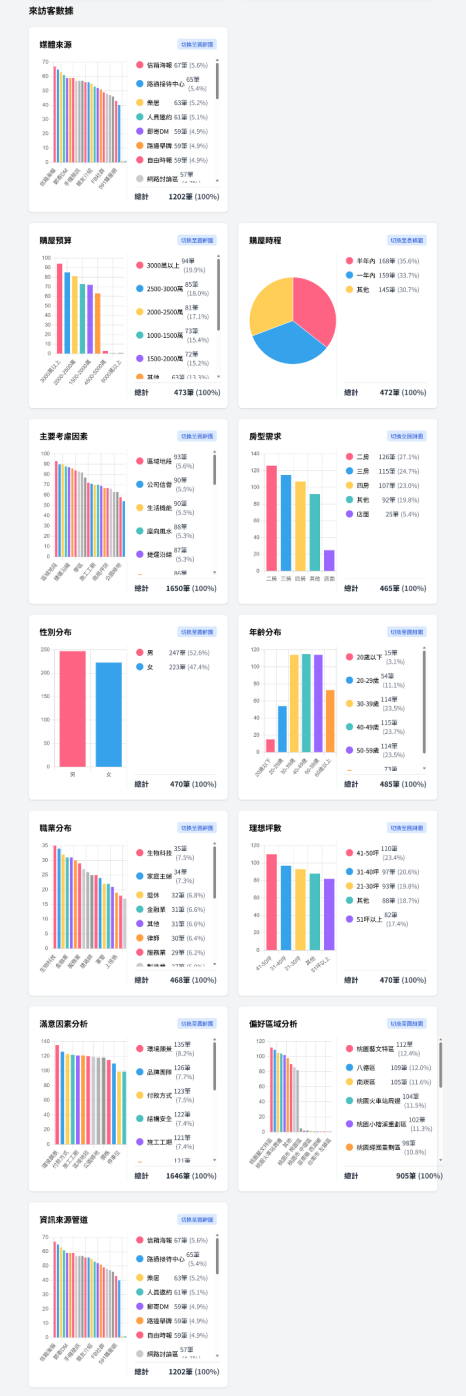 來訪客數據
媒體來源
切換至圓餅圖
信箱海報 67筆 (5.6%)
路過接待中心 65筆 (5.4%)
樂居 63筆 (5.2%)
人員邀約 61筆 (5.1%)
郵寄DM 59筆 (4.9%)
路邊舉牌 59筆 (4.9%)
自由時報 59筆 (4.9%)
網路討論區 57筆
總計 1202筆 (100%)
購屋預算
切換至圓餅圖
3000萬以上 94筆 (19.9%)
2500-3000萬 85筆 (18.0%)
2000-2500萬 81筆 (17.1%)
1000-1500萬 73筆 (15.4%)
1500-2000萬 72筆 (15.2%)
其他 63筆 (13.3%)
總計 473筆 (100%)
購屋時程
切換至長條圖
半年內 168筆 (35.6%)
一年內 159筆 (33.7%)
其他 145筆 (30.7%)
總計 472筆 (100%)
主要考慮因素
切換至圓餅圖
區域地段 93筆 (5.6%)
公司信譽 90筆 (5.5%)
生活機能 90筆 (5.5%)
座向風水 88筆 (5.3%)
捷運沿線 87筆 (5.3%)
總計 1650筆 (100%)
房型需求
切換至圓餅圖
二房 126筆 (27.1%)
三房 115筆 (24.7%)
四房 107筆 (23.0%)
其他 92筆 (19.8%)
店面 25筆 (5.4%)
總計 465筆 (100%)
性別分布
切換至圓餅圖
男 247筆 (52.6%)
女 223筆 (47.4%)
總計 470筆 (100%)
年齡分布
切換至圓餅圖
20歲以下 15筆 (3.1%)
20-29歲 54筆 (11.1%)
30-39歲 114筆 (23.5%)
40-49歲 115筆 (23.7%)
50-59歲 114筆 (23.5%)
73筆
總計 485筆 (100%)
職業分布
切換至圓餅圖
生物科技 35筆 (7.5%)
家庭主婦 34筆 (7.3%)
退休 32筆 (6.8%)
金融業 31筆 (6.6%)
其他 31筆 (6.6%)
律師 30筆 (6.4%)
服務業 29筆 (6.2%)
總計 468筆 (100%)
理想坪數
切換至圓餅圖
41-50坪 110筆 (23.4%)
31-40坪 97筆 (20.6%)
21-30坪 93筆 (19.8%)
其他 88筆 (18.7%)
51坪以上 82筆 (17.4%)
總計 470筆 (100%)
滿意因素分析
切換至圓餅圖
環境願景 135筆 (8.2%)
品牌團隊 126筆 (7.7%)
付款方式 123筆 (7.5%)
結構安全 122筆 (7.4%)
施工工期 121筆 (7.4%)
121筆
總計 1646筆 (100%)
偏好區域分析
切換至圓餅圖
桃園藝文特區 112筆 (12.4%)
八德區 109筆 (12.0%)
南崁區 105筆 (11.6%)
桃園火車站周邊 104筆 (11.5%)
桃園小檜溪重劃區 102筆 (11.3%)
桃園經國重劃區 98筆 (10.8%)
總計 905筆 (100%)
資訊來源管道
切換至圓餅圖
信箱海報 67筆 (5.6%)
路過接待中心 65筆 (5.4%)
樂居 63筆 (5.2%)
人員邀約 61筆 (5.1%)
郵寄DM 59筆 (4.9%)
路邊舉牌 59筆 (4.9%)
自由時報 59筆 (4.9%)
網路討論區 57筆
總計 1202筆 (100%)